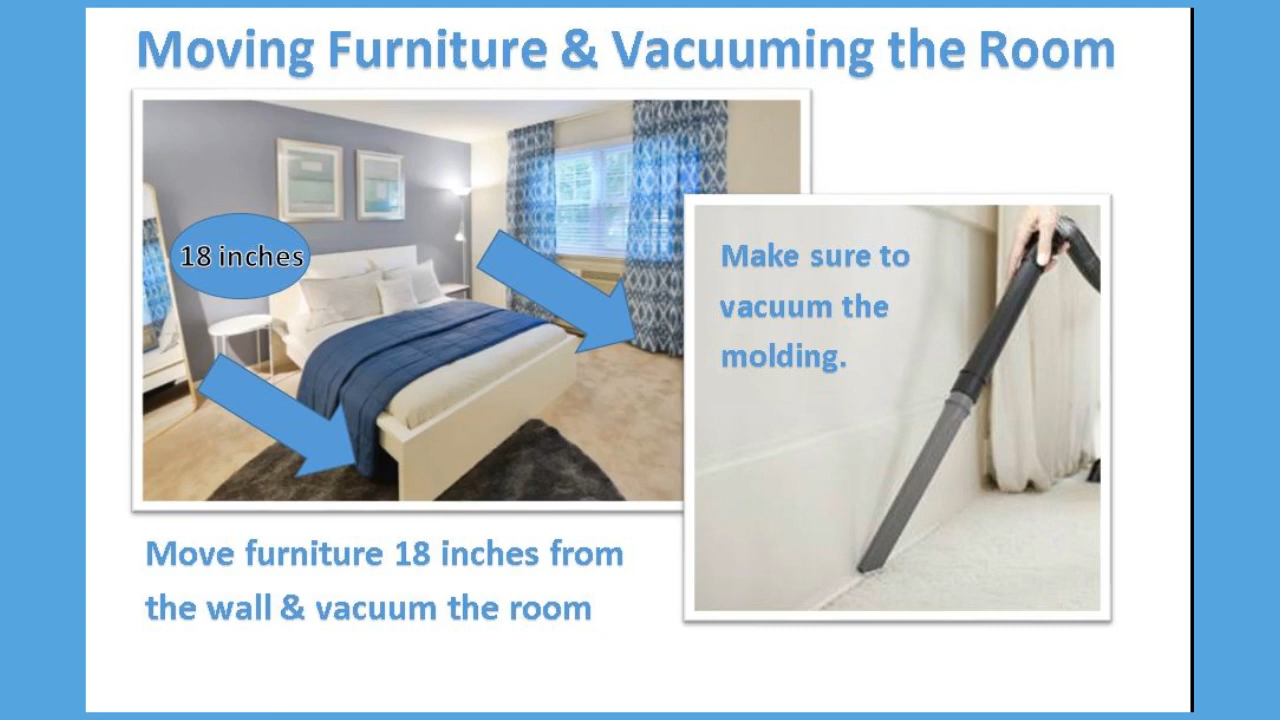 Moving Furniture & Vacuuming the Room
18 inches
Make sure to
vacuum the
molding.
Move furniture 18 inches from
the wall & vacuum the room